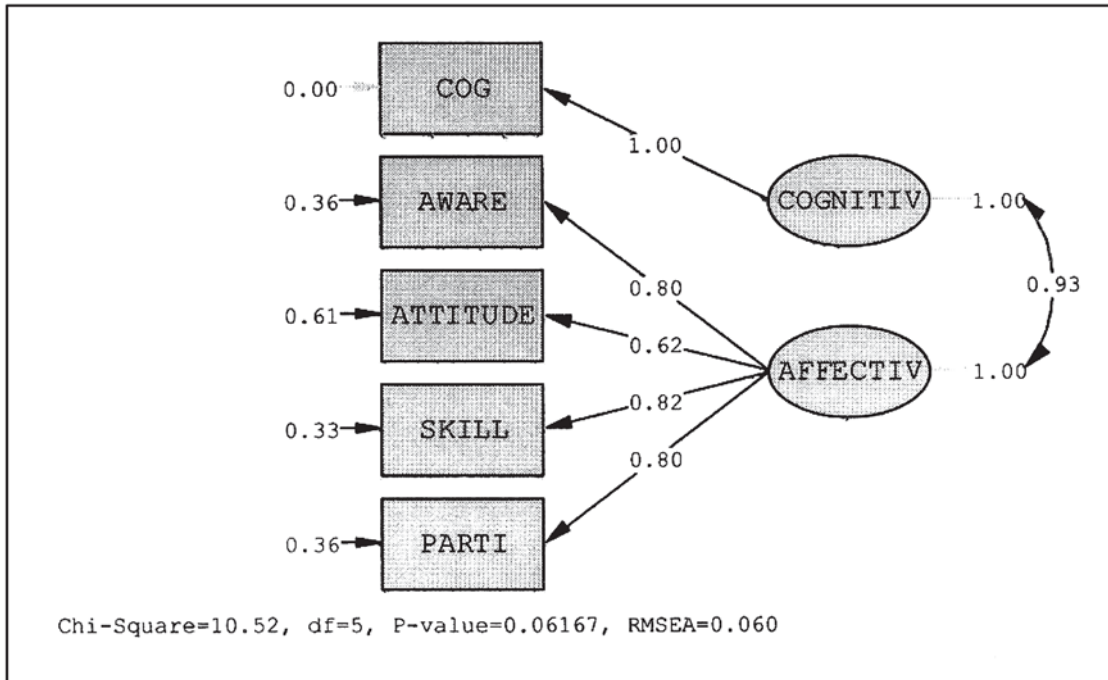 0.00 COG
1.00
0.36 AWARE COGNITIV 1.00
0.80 0.93
0.61 ATTITUDE
0.62
AFFECTIV 1.00
0.82
0.33 SKILL
0.80
0.36 PARTI
Chi-Square=10.52, df=5, P-value=0.06167, RMSEA=0.060